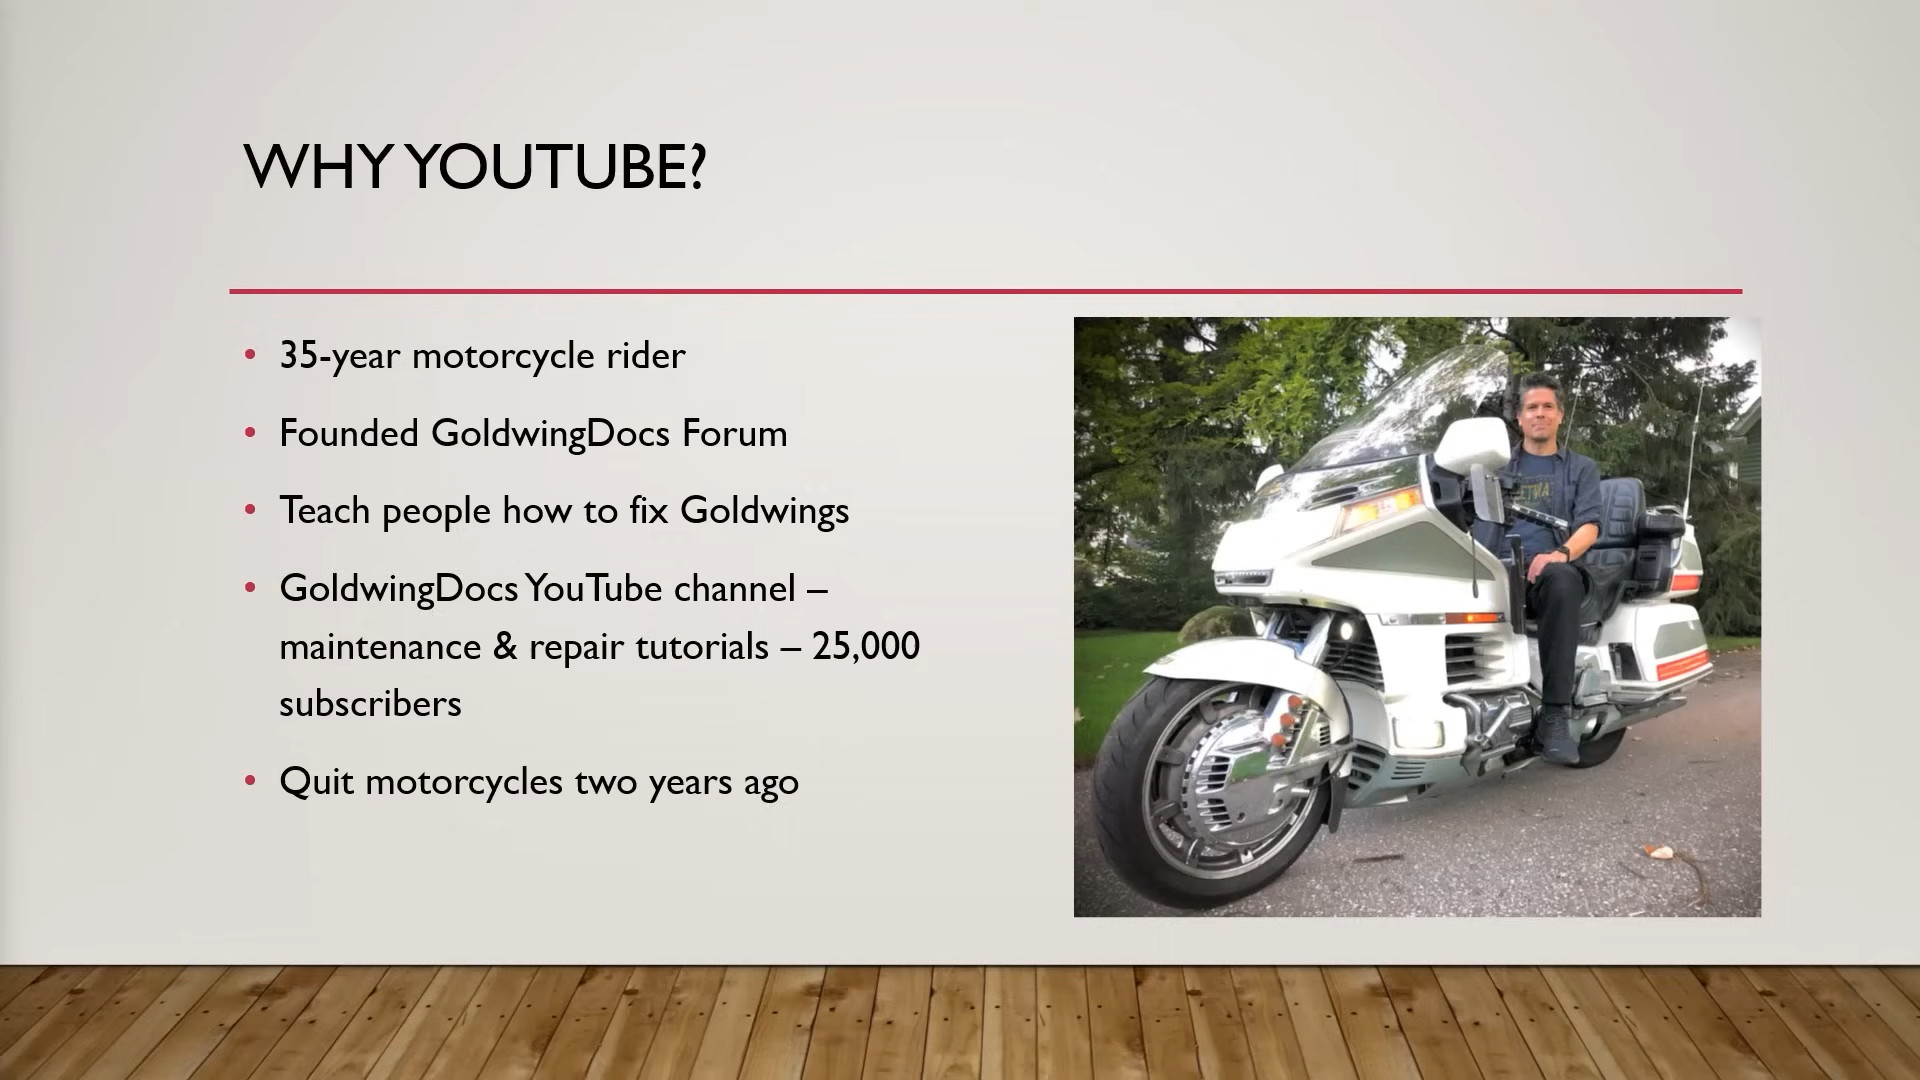 WHY YOUTUBE?
• 35-year motorcycle rider
• Founded GoldwingDocs Forum
• Teach people how to fix Goldwings
• GoldwingDocs YouTube channel –
maintenance & repair tutorials – 25,000
subscribers
• Quit motorcycles two years ago